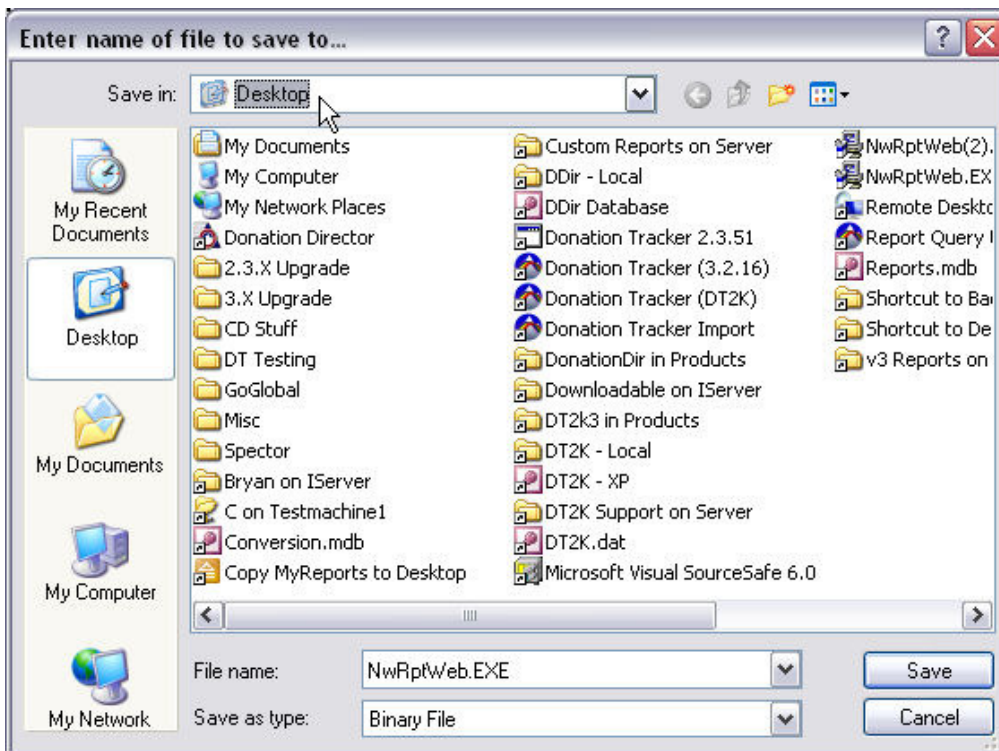 Enter name of file to save to...
Save in: Desktop
My Recent
Documents
Desktop
My Documents
My Computer
My Network
My Documents
My Computer
My Network Places
Donation Director
2.3.X Upgrade
3.X Upgrade
CD Stuff
DT Testing
GoGlobal
Misc
Spector
Bryan on IServer
C on Testmachine1
Conversion.mdb
Copy MyReports to Desktop
Custom Reports on Server
DDir - Local
DDir Database
Donation Tracker 2.3.51
Donation Tracker (3.2.16)
Donation Tracker (DT2K)
Donation Tracker Import
DonationDir in Products
Downloadable on IServer
DT2k3 in Products
DT2K - Local
DT2K - XP
DT2K Support on Server
DT2K.dat
Microsoft Visual SourceSafe 6.0
NwRptWeb(2).
NwRptWeb.EX
Remote Deskto
Report Query
Reports.mdb
Shortcut to Ba
Shortcut to De
v3 Reports on
File name: NwRptWeb.EXE
Save
Save as type: Binary File
Cancel